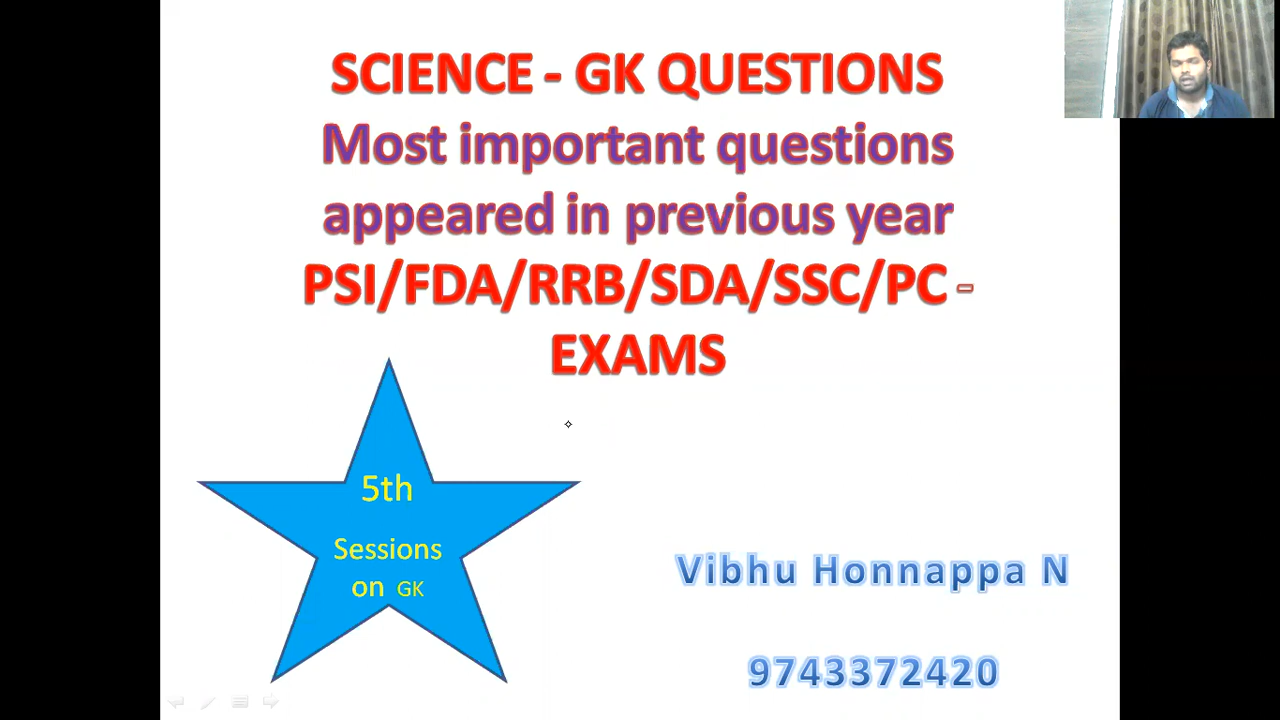 SCIENCE - GK QUESTIONS
Most important questions
appeared in previous year
PSI/FDA/RRB/SDA/SSC/PC -
EXAMS
5th
Sessions
on GK
Vibhu Honnappa N
9743372420